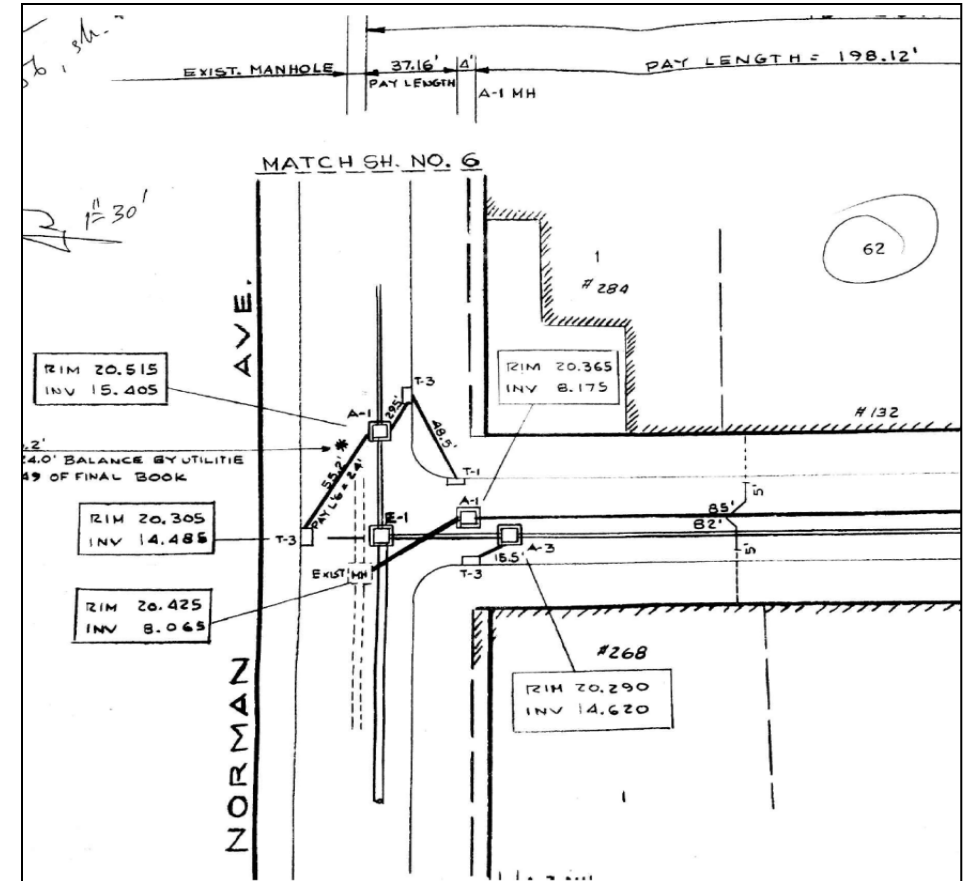 sh.
EXIST. MANHOLE
37.16'
PAY LENGTH
4'
A-1 MH
PAY LENGTH = 198.12'
MATCH SH. NO. 6
1"=30'
62
1
# 284
AVE.
RIM 20.515
INV 15.405
RIM 20.365
INV 8.175
T-3
A-1
29.5'
48.5'
# 132
.2'
24.0' BALANCE BY UTILITIE
49 OF FINAL BOOK
55.2' *
PAY L'G = 24'
T-1
A-1
85'
82'
15'
15'
RIM 20.305
INV 14.485
T-3
E-1
A-3
15.5'
T-3
EXIST. MH
RIM 20.425
INV 8.065
#268
RIM 20.290
INV 14.620
NORMAN
1